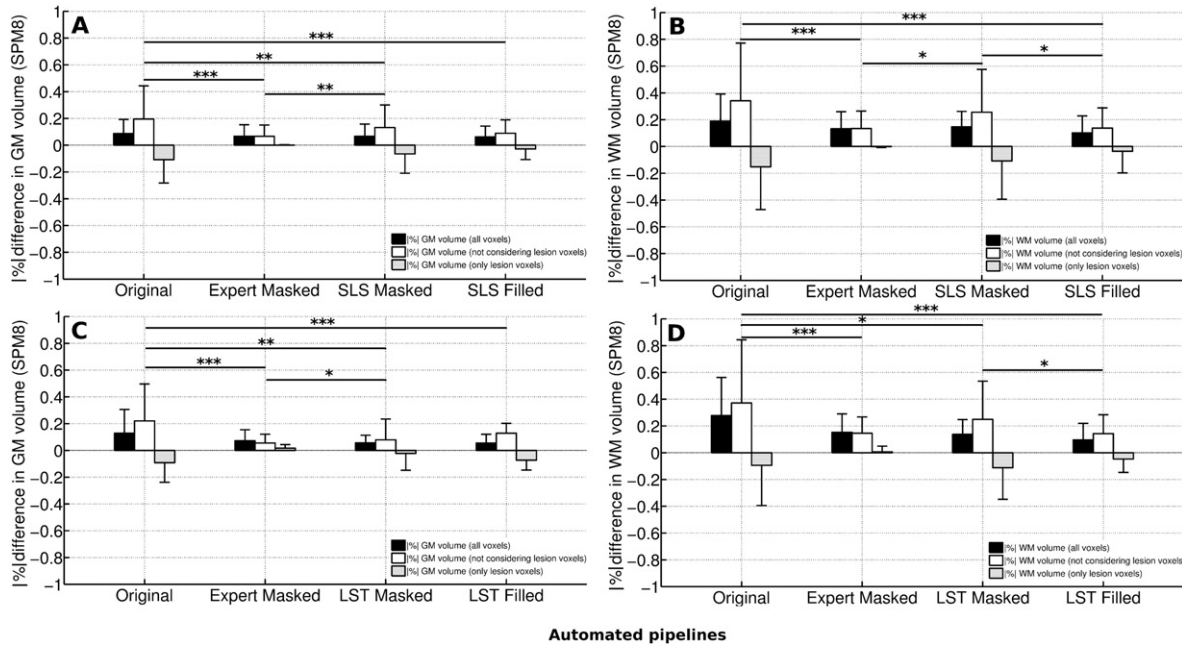 A
|%|difference in GM volume (SPM8)
1
0.8
0.6
0.4
0.2
0
−0.2
−0.4
−0.6
−0.8
−1
***
**
***
**
|%| GM volume (all voxels)
|%| GM volume (not considering lesion voxels)
|%| GM volume (only lesion voxels)
Original Expert Masked SLS Masked SLS Filled
B
|%|difference in WM volume (SPM8)
1
0.8
0.6
0.4
0.2
0
−0.2
−0.4
−0.6
−0.8
−1
***
***
*
*
|%| WM volume (all voxels)
|%| WM volume (not considering lesion voxels)
|%| WM volume (only lesion voxels)
Original Expert Masked SLS Masked SLS Filled
C
|%|difference in GM volume (SPM8)
1
0.8
0.6
0.4
0.2
0
−0.2
−0.4
−0.6
−0.8
−1
***
**
***
*
|%| GM volume (all voxels)
|%| GM volume (not considering lesion voxels)
|%| GM volume (only lesion voxels)
Original Expert Masked LST Masked LST Filled
D
|%|difference in WM volume (SPM8)
1
0.8
0.6
0.4
0.2
0
−0.2
−0.4
−0.6
−0.8
−1
***
*
***
*
|%| WM volume (all voxels)
|%| WM volume (not considering lesion voxels)
|%| WM volume (only lesion voxels)
Original Expert Masked LST Masked LST Filled
Automated pipelines